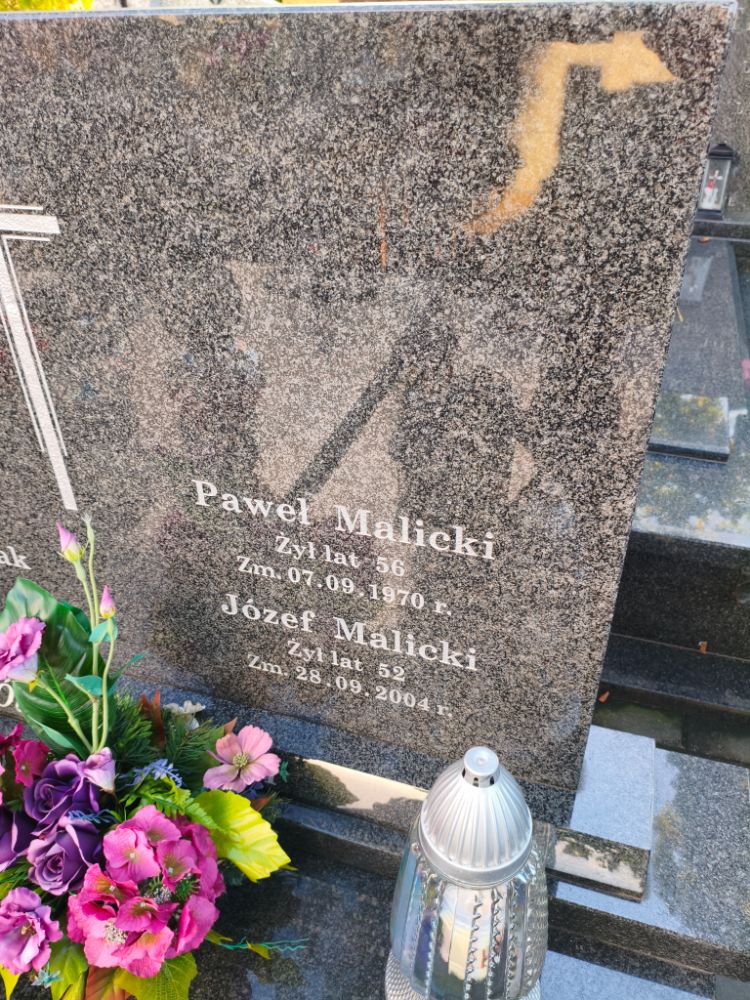 Paweł Malicki
Żył lat 56
Zm. 07.09.1970 r.
Józef Malicki
Żył lat 52
Zm. 28.09.2004 r.